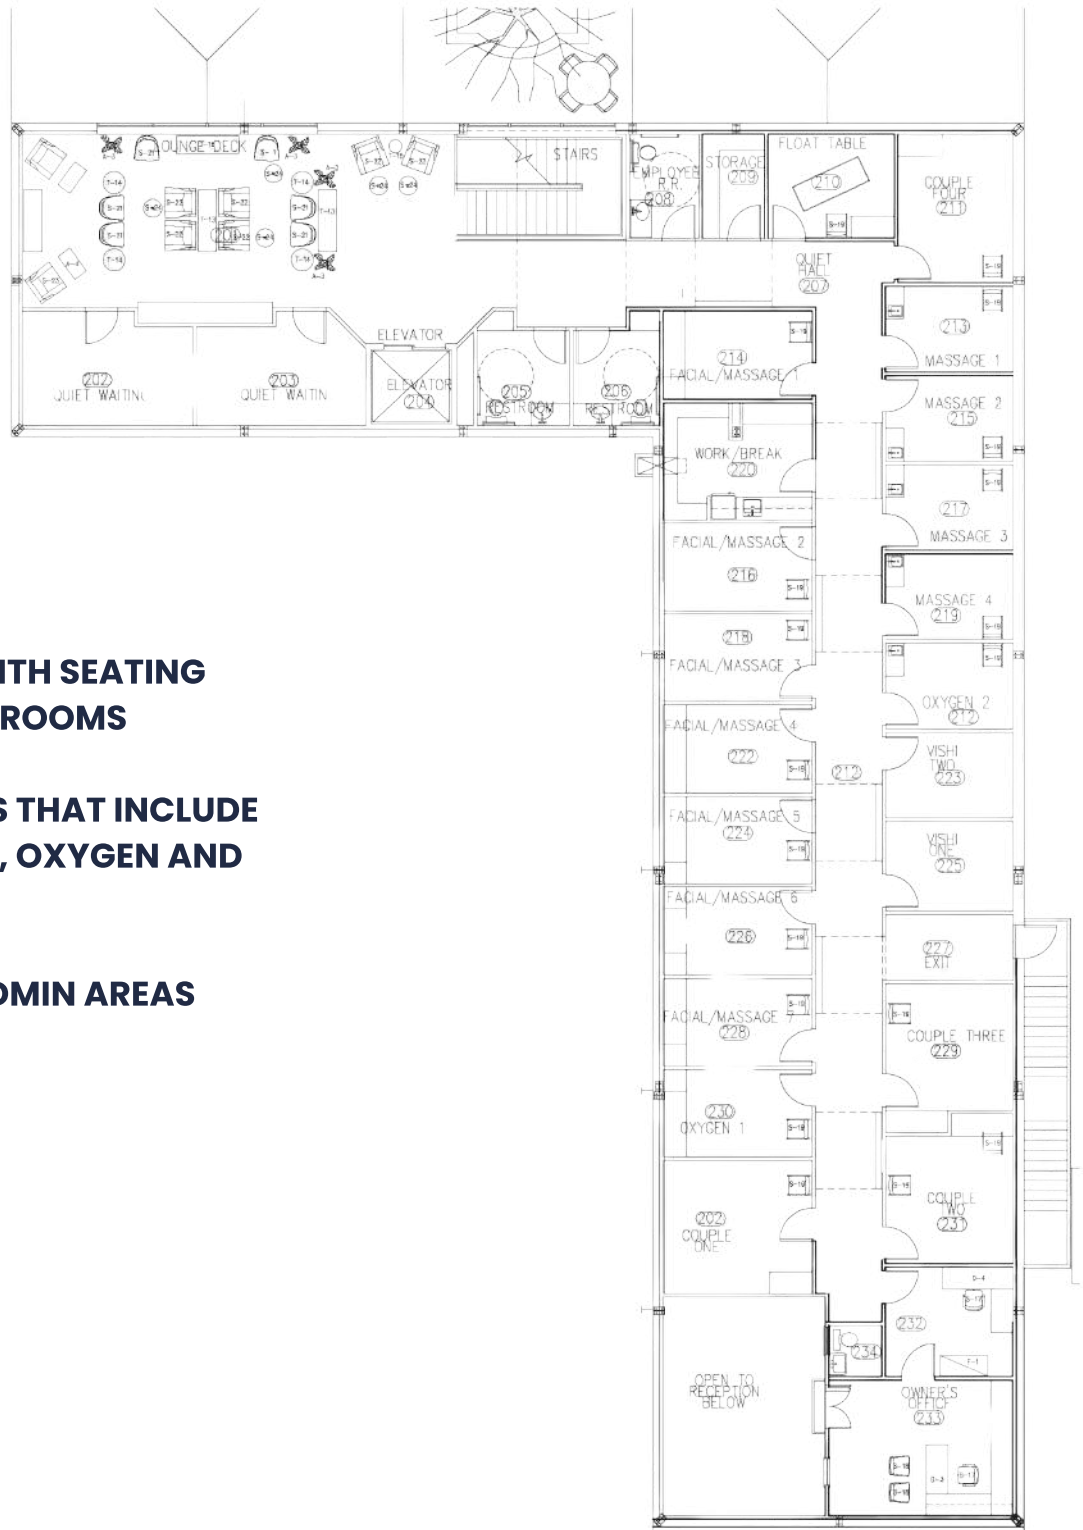 STAIRS
FLOAT TABLE
STORAGE
209
210
R.R.
208
COUPLE
FOUR
211
QUIET
HALL
207
213
MASSAGE 1
ELEVATOR
ELEVATOR
204
202
QUIET WAITIN
203
QUIET WAITIN
205
RESTROOM
206
RESTROOM
214
FACIAL/MASSAGE 1
MASSAGE 2
215
WORK/BREAK
220
217
MASSAGE 3
FACIAL/MASSAGE 2
216
MASSAGE 4
219
218
FACIAL/MASSAGE 3
OXYGEN 2
212
ITH SEATING
ROOMS
FACIAL/MASSAGE 4
222
212
VISHI
TWO
223
S THAT INCLUDE
, OXYGEN AND
FACIAL/MASSAGE 5
224
VISHI
ONE
225
FACIAL/MASSAGE 6
226
227
EXIT
DMIN AREAS
FACIAL/MASSAGE 7
228
COUPLE THREE
229
230
OXYGEN 1
202
COUPLE
ONE
COUPLE
TWO
231
232
234
OPEN TO
RECEPTION
BELOW
OWNER'S
OFFICE
233